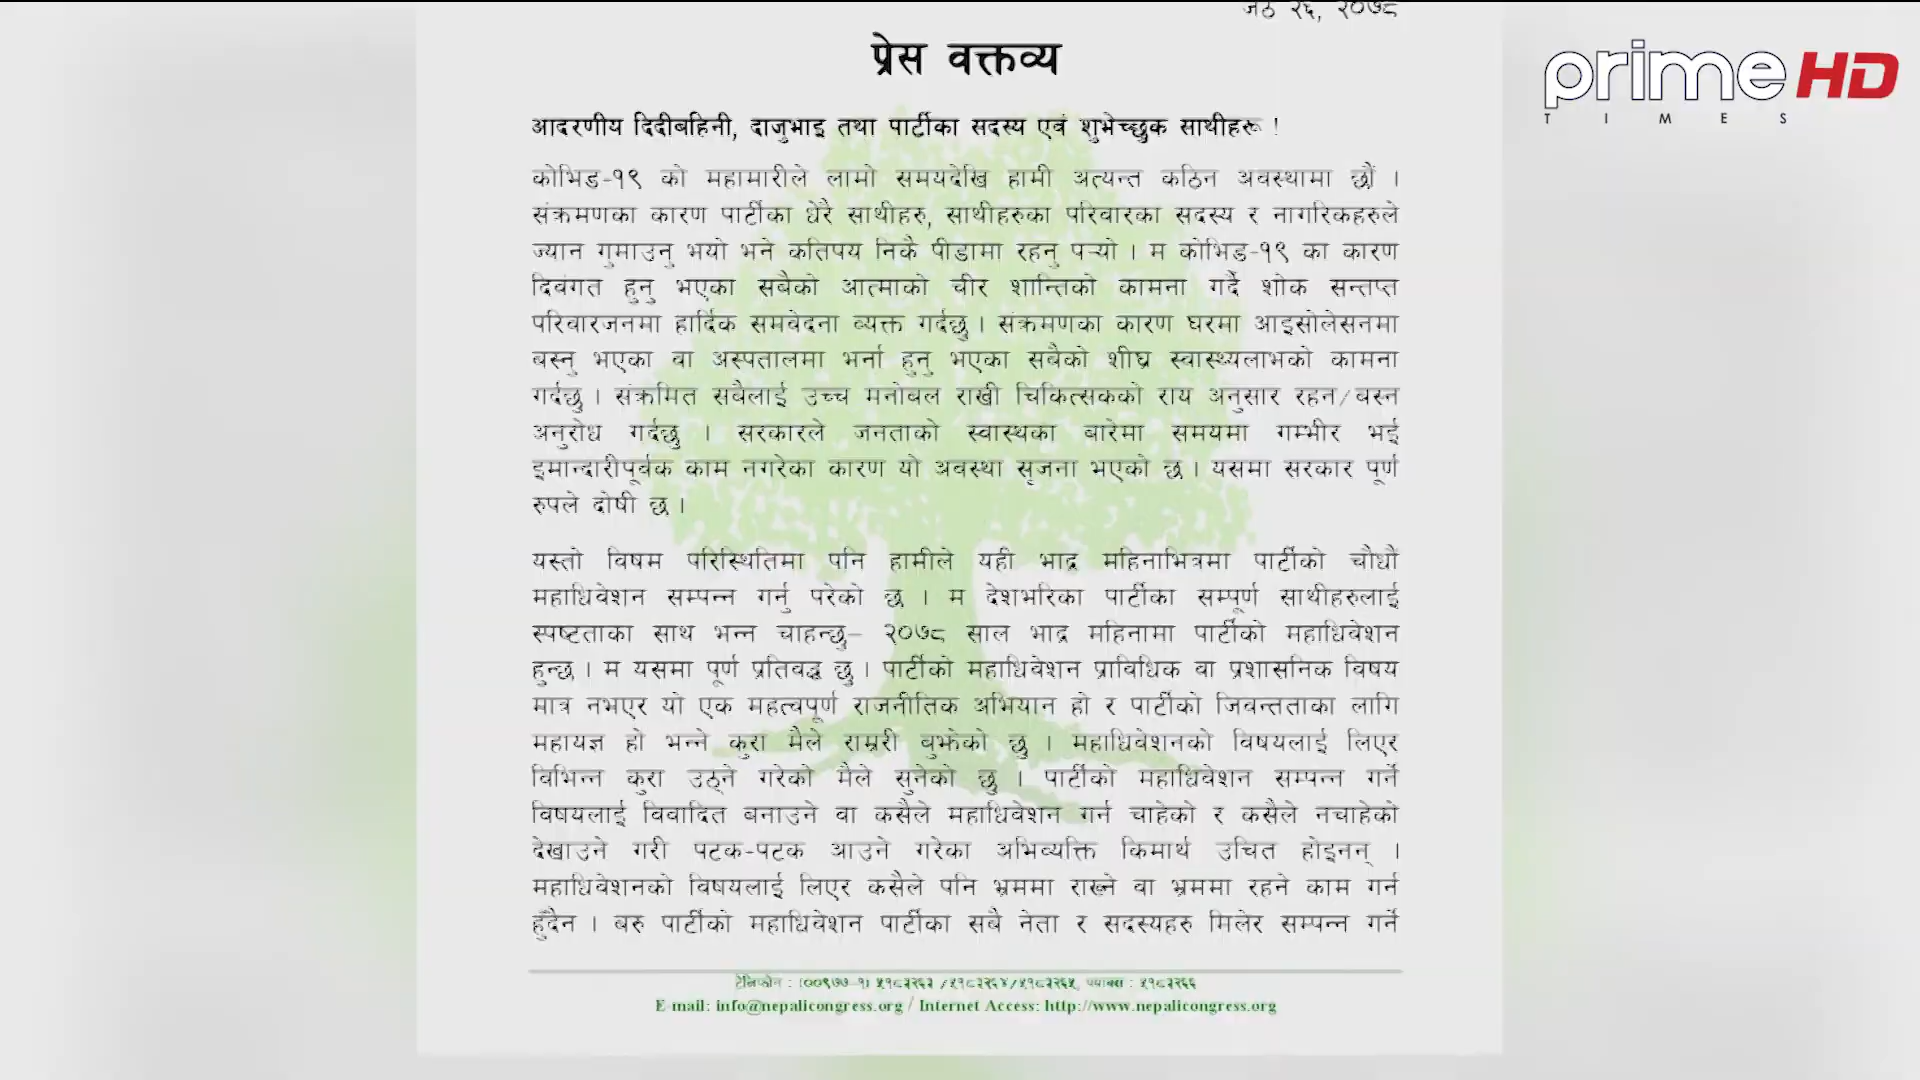 जेठ २६, २०७८
prime HD
TIMES
प्रेस वक्तव्य
आदरणीय दिदीबहिनी, दाजुभाइ तथा पार्टीका सदस्य एवं शुभेच्छुक साथीहरू !
कोभिड-१९ को महामारीले लामो समयदेखि हामी अत्यन्त कठिन अवस्थामा छौं ।
संक्रमणका कारण पार्टीका धेरै साथीहरु, साथीहरुका परिवारका सदस्य र नागरिकहरुले
ज्यान गुमाउनु भयो भने कतिपय निकै पीडामा रहनु पऱ्यो । म कोभिड-१९ का कारण
दिवंगत हुनु भएका सबैको आत्माको चीर शान्तिको कामना गर्दै शोक सन्तप्त
परिवारजनमा हार्दिक समवेदना व्यक्त गर्दछु । संक्रमणका कारण घरमा आइसोलेसनमा
बस्नु भएका वा अस्पतालमा भर्ना हुनु भएका सबैको शीघ्र स्वास्थ्यलाभको कामना
गर्दछु । संक्रमित सबैलाई उच्च मनोबल राखी चिकित्सकको राय अनुसार रहन/बस्न
अनुरोध गर्दछु । सरकारले जनताको स्वास्थका बारेमा समयमा गम्भीर भई
इमान्दारीपूर्वक काम नगरेका कारण यो अवस्था सृजना भएको छ । यसमा सरकार पूर्ण
रुपले दोषी छ ।
यस्तो विषम परिस्थितिमा पनि हामीले यही भाद्र महिनाभित्रमा पार्टीको चौधौं
महाधिवेशन सम्पन्न गर्नु परेको छ । म देशभरिका पार्टीका सम्पूर्ण साथीहरुलाई
स्पष्टताका साथ भन्न चाहन्छु– २०७८ साल भाद्र महिनामा पार्टीको महाधिवेशन
हुन्छ । म यसमा पूर्ण प्रतिबद्ध छु । पार्टीको महाधिवेशन प्राविधिक वा प्रशासनिक विषय
मात्र नभएर यो एक महत्वपूर्ण राजनीतिक अभियान हो र पार्टीको जिवन्तताका लागि
महायज्ञ हो भन्ने कुरा मैले राम्ररी बुझेको छु । महाधिवेशनको विषयलाई लिएर
विभिन्न कुरा उठ्ने गरेको मैले सुनेको छु । पार्टीको महाधिवेशन सम्पन्न गर्ने
विषयलाई विवादित बनाउने वा कसैले महाधिवेशन गर्न चाहेको र कसैले नचाहेको
देखाउने गरी पटक-पटक आउने गरेका अभिव्यक्ति किमार्थ उचित होइनन् ।
महाधिवेशनको विषयलाई लिएर कसैले पनि भ्रममा राख्ने वा भ्रममा रहने काम गर्न
हुँदैन । बरु पार्टीको महाधिवेशन पार्टीका सबै नेता र सदस्यहरु मिलेर सम्पन्न गर्ने
टेलिफोन : (००९७७-१) ५१८३२६३ /५१८३२६४/५१८३२६५, फ्याक्स : ५१८३२६६
E-mail: info@nepalicongress.org / Internet Access: http://www.nepalicongress.org